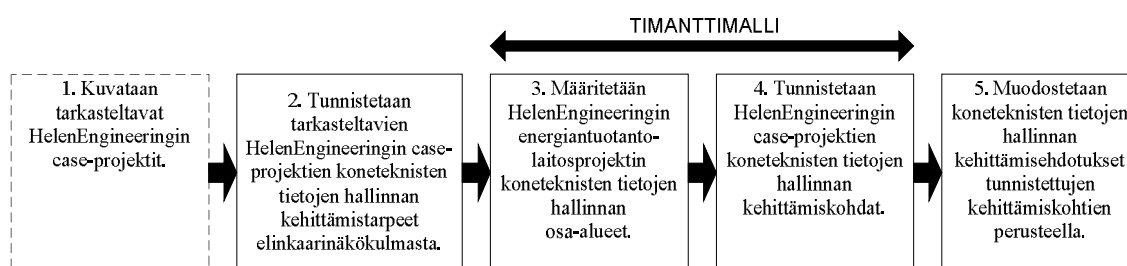 TIMANTTIMALLI
1. Kuvataan
tarkasteltavat
HelenEngineeringin
case-projektit.
2. Tunnistetaan
tarkasteltavien
HelenEngineeringin case-
projektien koneteknisten
tietojen hallinnan
kehittämistarpeet
elinkaarinäkökulmasta.
3. Määritetään
HelenEngineeringin
energiantuotanto-
laitosprojektin
koneteknisten tietojen
hallinnan
osa-alueet.
4. Tunnistetaan
HelenEngineeringin
case-projektien
koneteknisten tietojen
hallinnan
kehittämiskohdat.
5. Muodostetaan
koneteknisten tietojen
hallinnan
kehittämisehdotukset
tunnistettujen
kehittämiskohtien
perusteella.